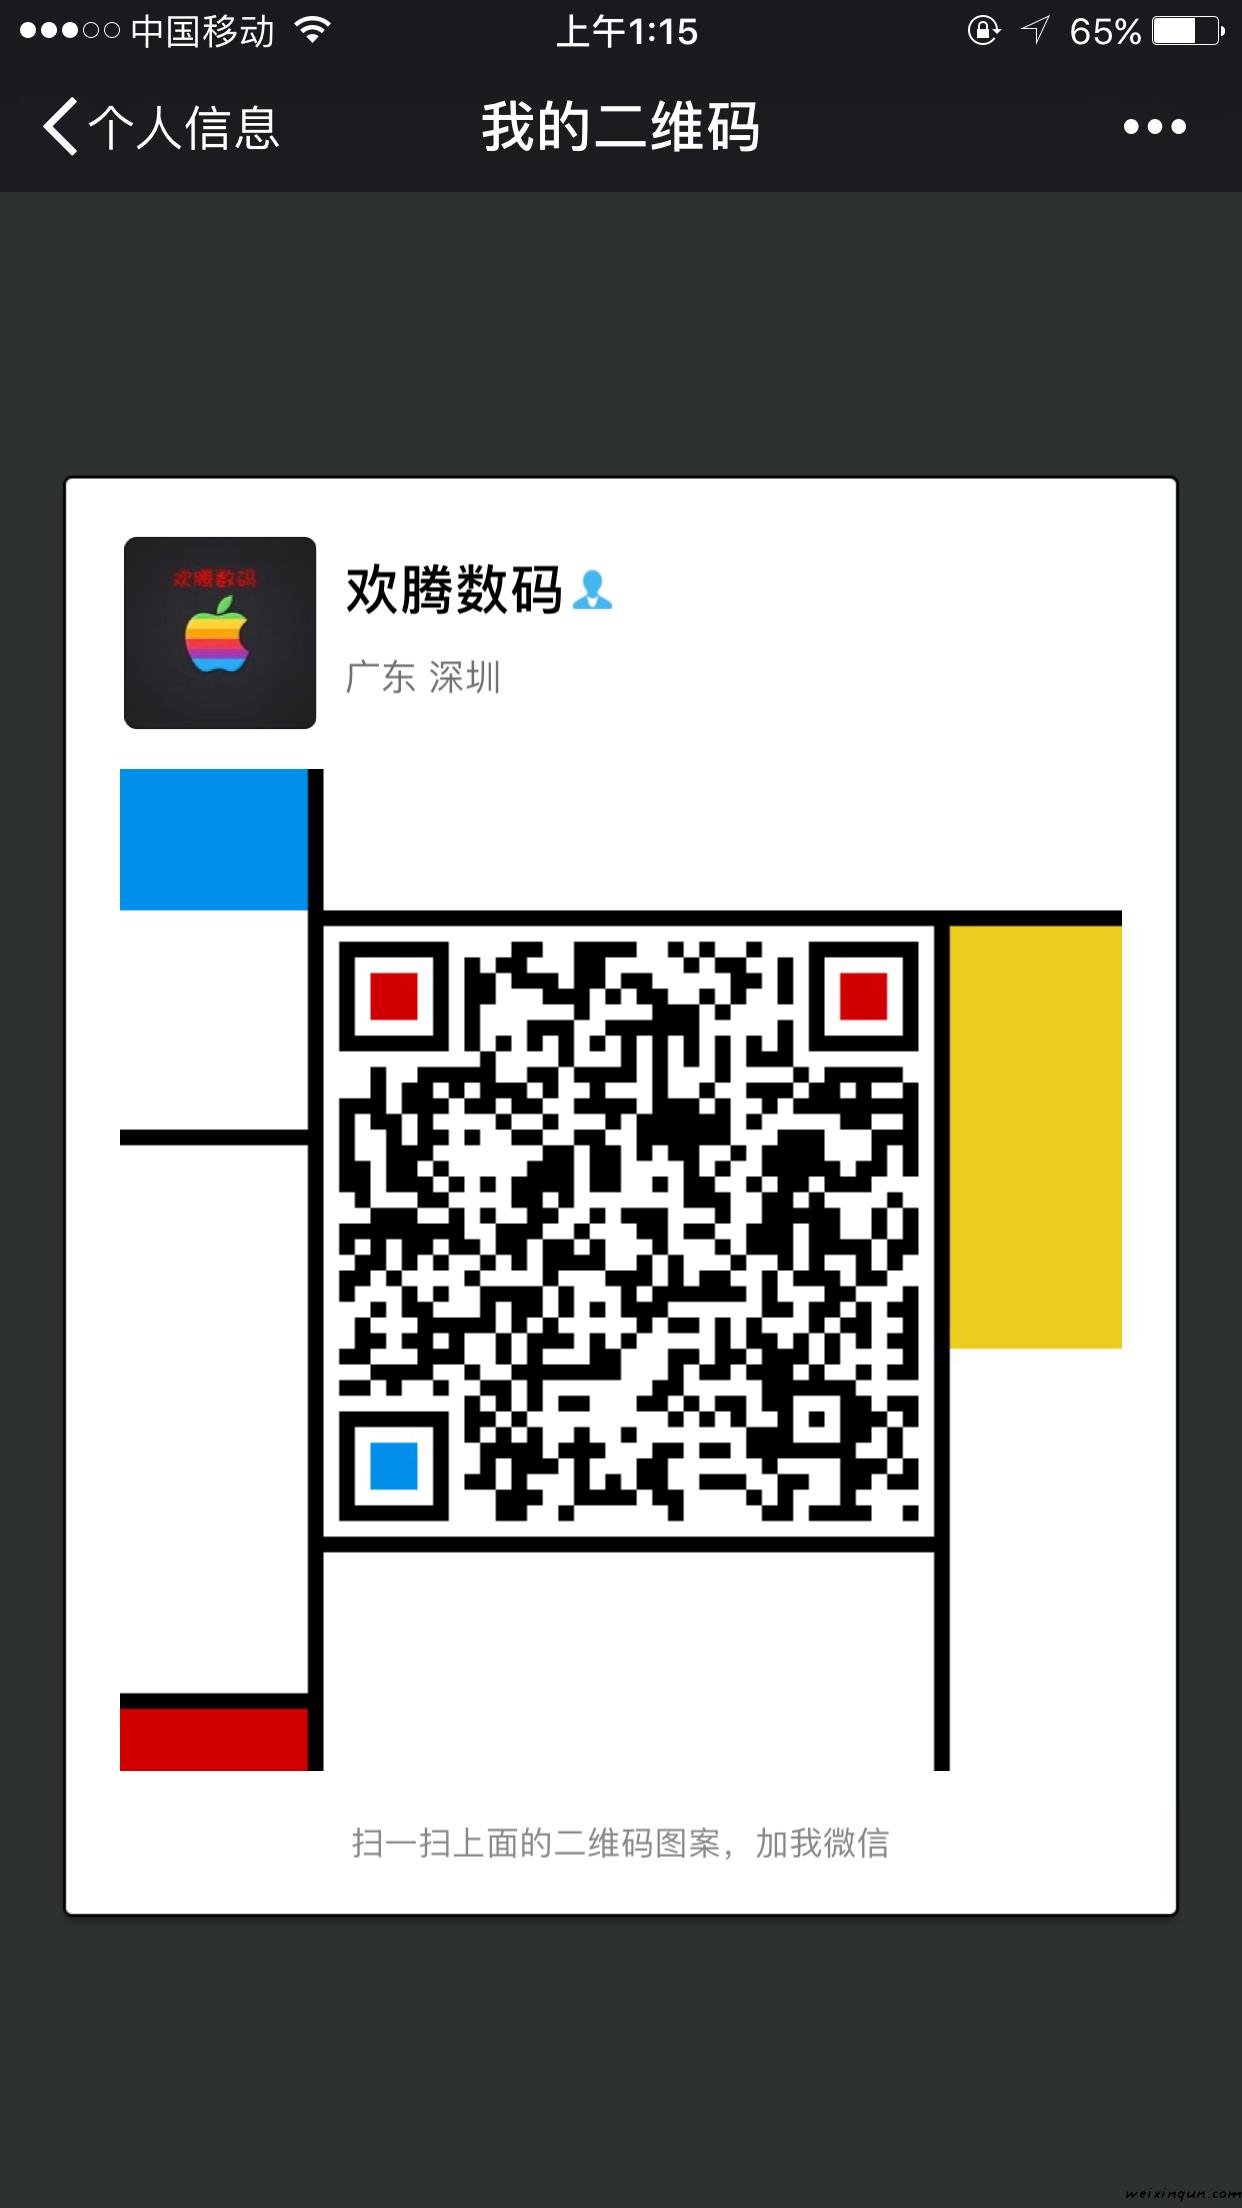 中国移动 上午1:15 65%
个人信息 我的二维码
欢腾数码
欢腾数码
广东 深圳
扫一扫上面的二维码图案，加我微信
weixinqun.com